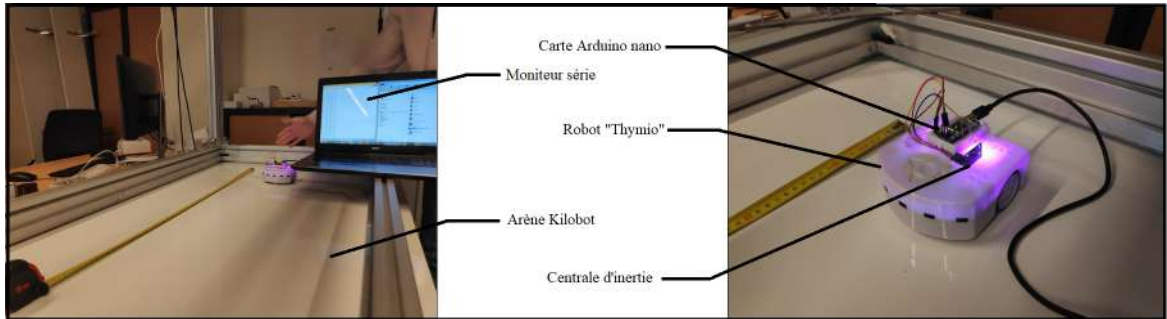 Carte Arduino nano
Moniteur série
Robot "Thymio"
Arène Kilobot
Centrale d'inertie